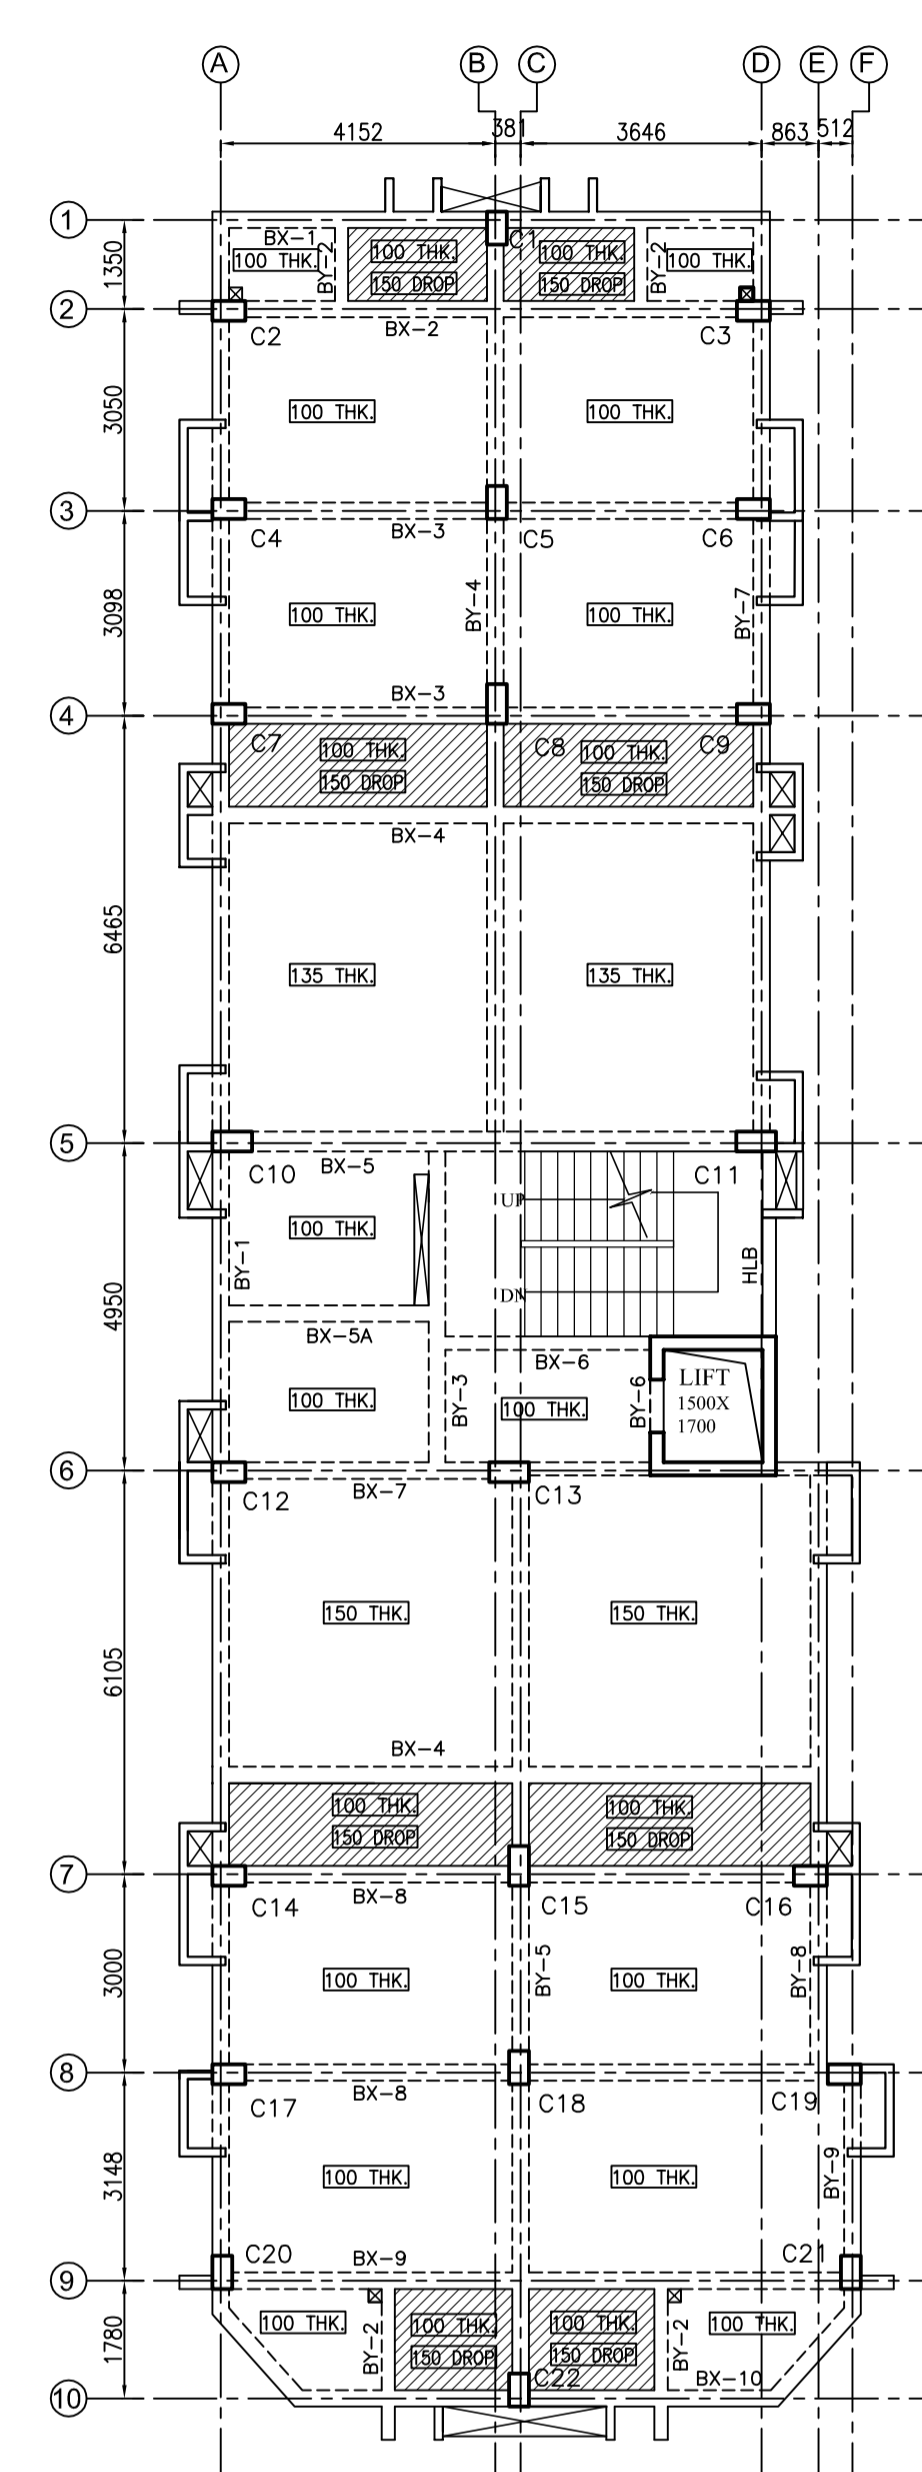 A B C D E F
4152 381 3646 863 512
1
BX-1
100 THK.
BY-2
100 THK.
150 DROP
C1
100 THK.
150 DROP
BY-2
100 THK.
1350
2
C2
BX-2
C3
3050
100 THK.
100 THK.
3
C4
BX-3
C5
C6
3098
100 THK.
BY-4
100 THK.
BY-7
BX-3
4
C7
100 THK.
150 DROP
C8
100 THK.
150 DROP
C9
BX-4
6465
135 THK.
135 THK.
5
C10
BX-5
C11
UP
100 THK.
BY-1
HLB
DN
4950
BX-5A
BX-6
LIFT
1500X
1700
100 THK.
BY-3
100 THK.
BY-6
6
C12
BX-7
C13
6105
150 THK.
150 THK.
BX-4
100 THK.
150 DROP
100 THK.
150 DROP
7
C14
BX-8
C15
C16
3000
100 THK.
BY-5
100 THK.
BY-8
8
C17
BX-8
C18
C19
3148
100 THK.
100 THK.
BY-9
C20
BX-9
C21
9
1780
100 THK.
BY-2
100 THK.
150 DROP
100 THK.
150 DROP
BY-2
100 THK.
C22
BX-10
10